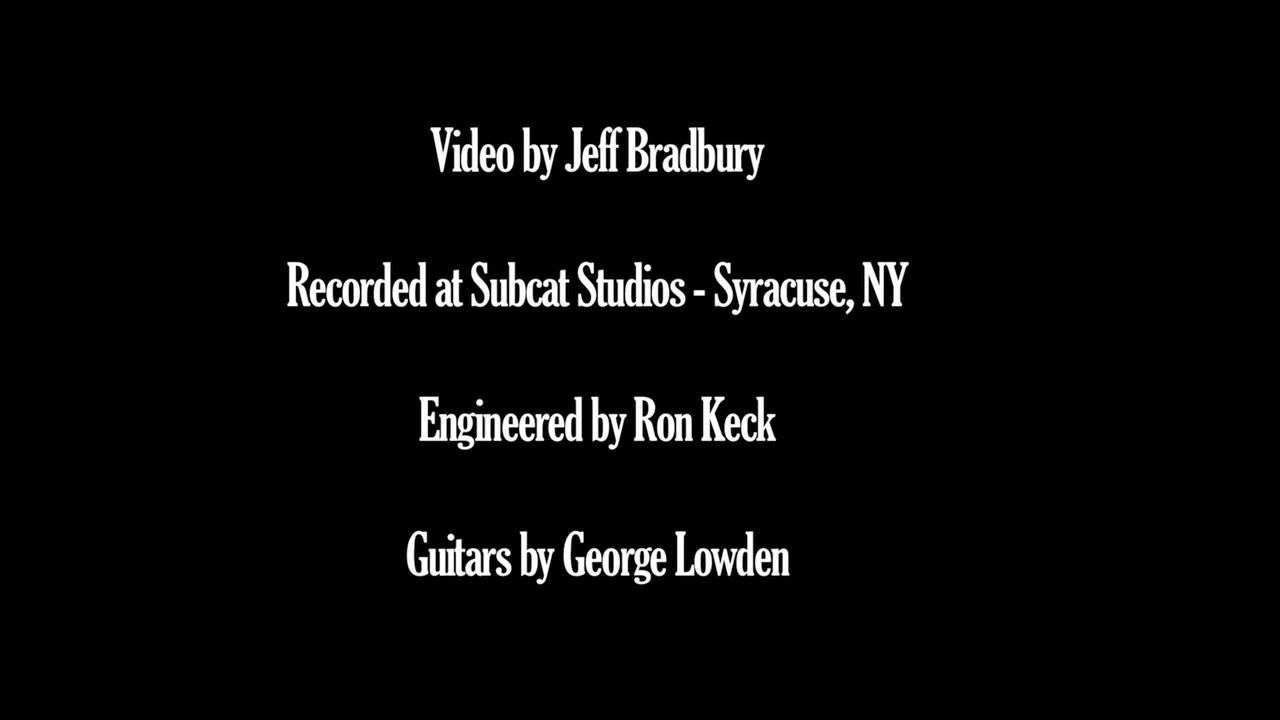 Video by Jeff Bradbury
Recorded at Subcat Studios - Syracuse, NY
Engineered by Ron Keck
Guitars by George Lowden